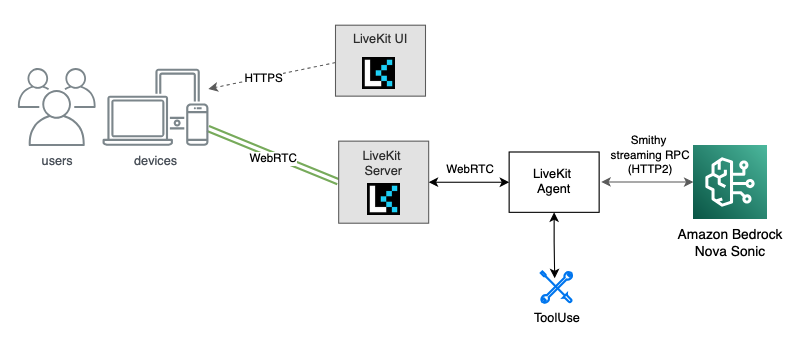 LiveKit UI
HTTPS
users
devices
WebRTC
LiveKit
Server
WebRTC
LiveKit
Agent
Smithy
streaming RPC
(HTTP2)
Amazon Bedrock
Nova Sonic
ToolUse